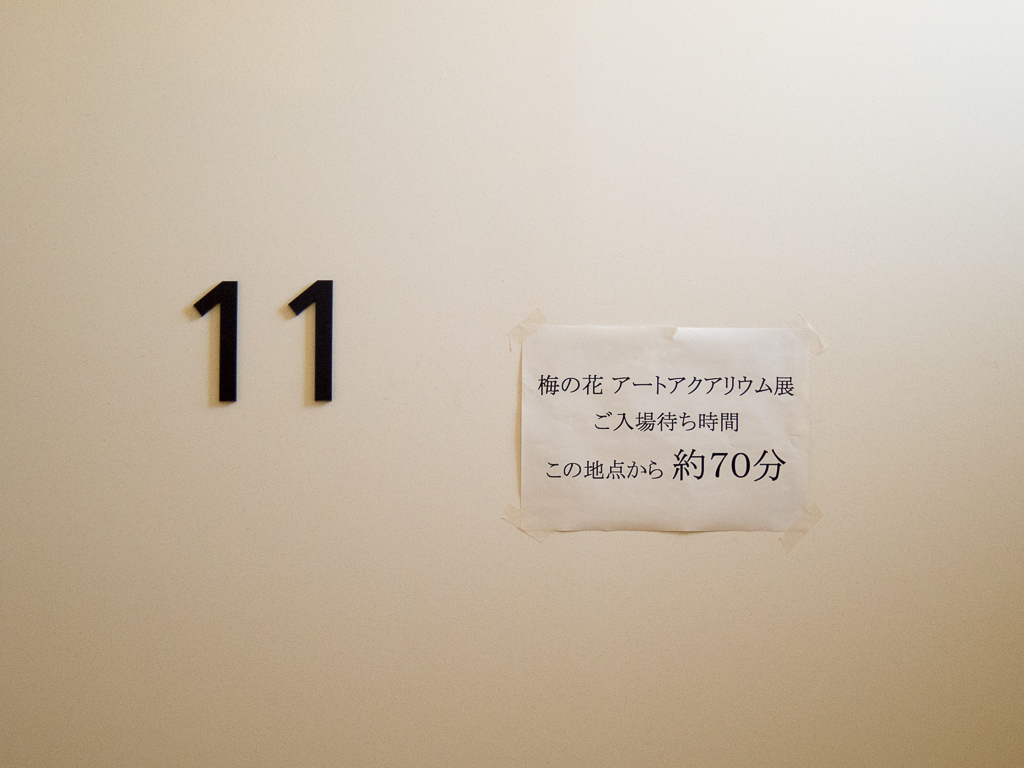 11
梅の花 アートアクアリウム展
ご入場待ち時間
この地点から 約70分